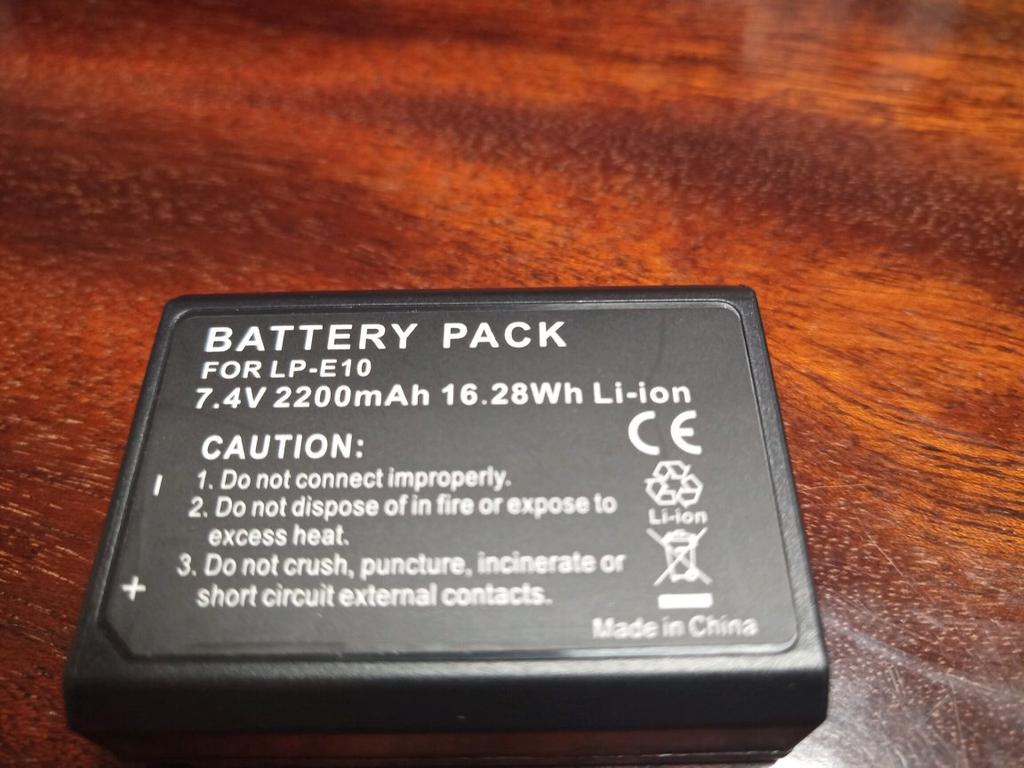 BATTERY PACK
FOR LP-E10
7.4V 2200mAh 16.28Wh Li-ion
CE
CAUTION:
1. Do not connect improperly.
2. Do not dispose of in fire or expose to
excess heat.
3. Do not crush, puncture, incinerate or
short circuit external contacts.
Li-ion
Made in China
- 
+